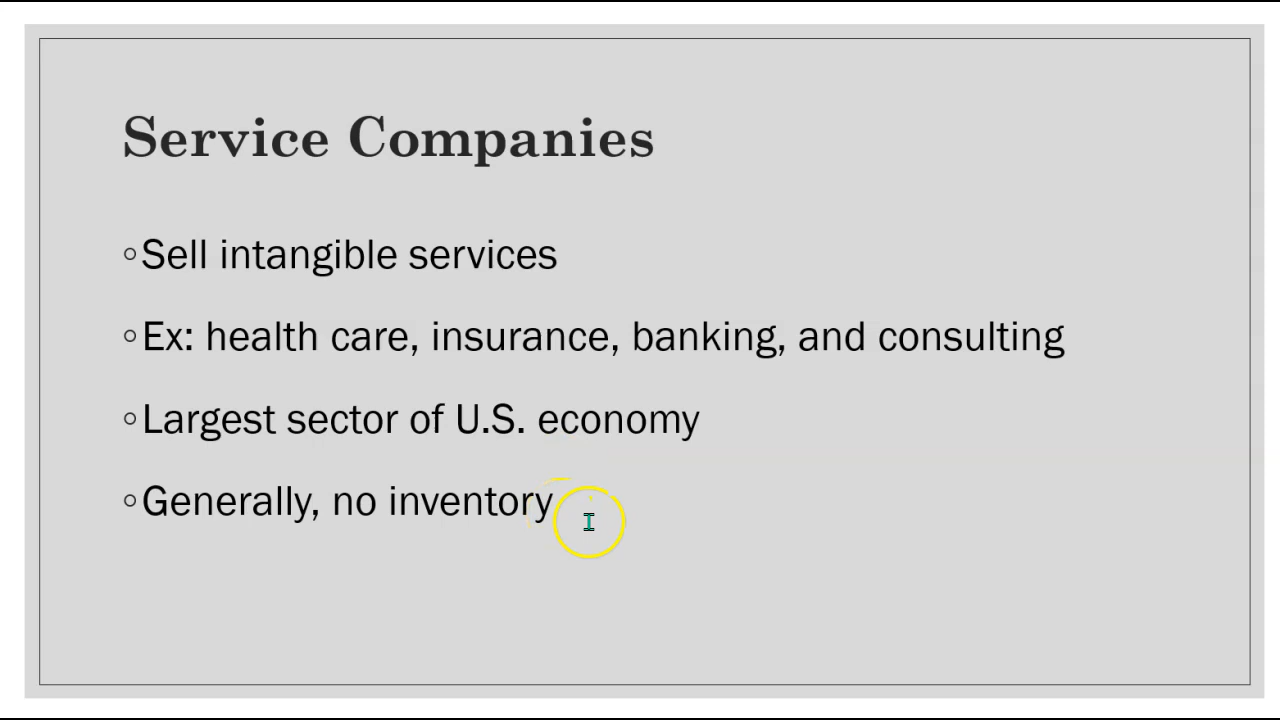 Service Companies
◦Sell intangible services
◦Ex: health care, insurance, banking, and consulting
◦Largest sector of U.S. economy
◦Generally, no inventory